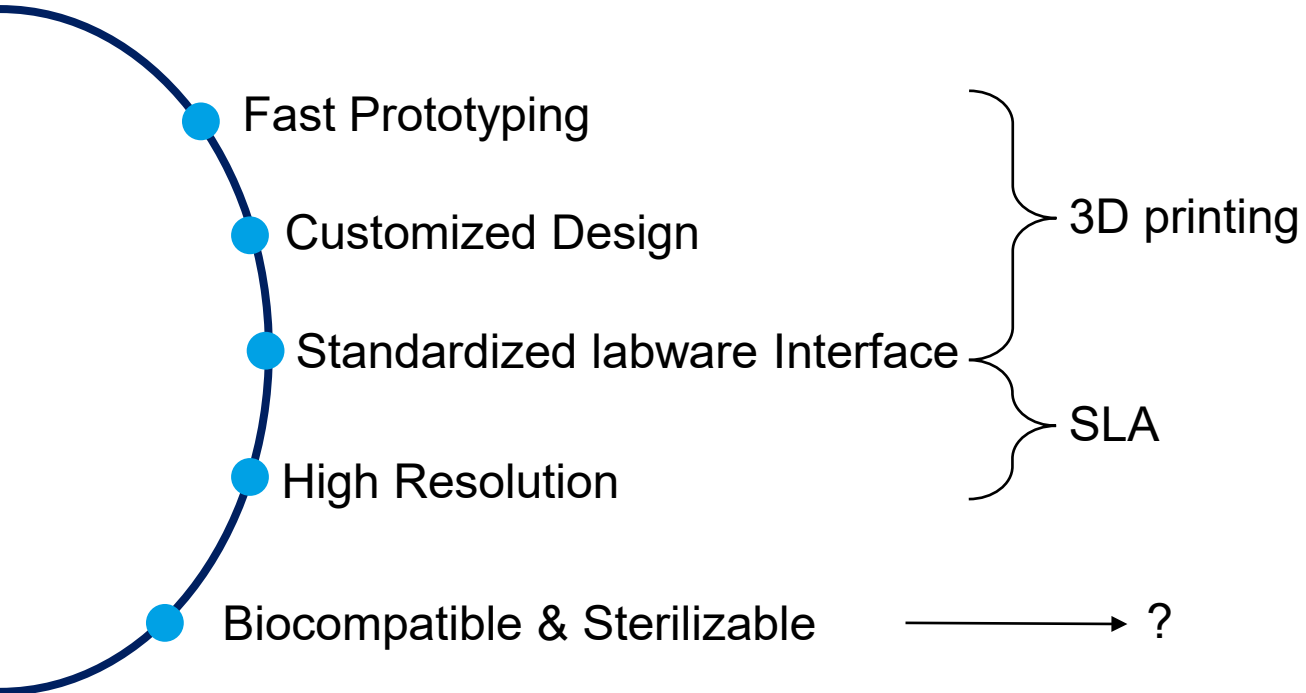 Fast Prototyping
Customized Design
3D printing
Standardized labware Interface
SLA
High Resolution
Biocompatible & Sterilizable
?